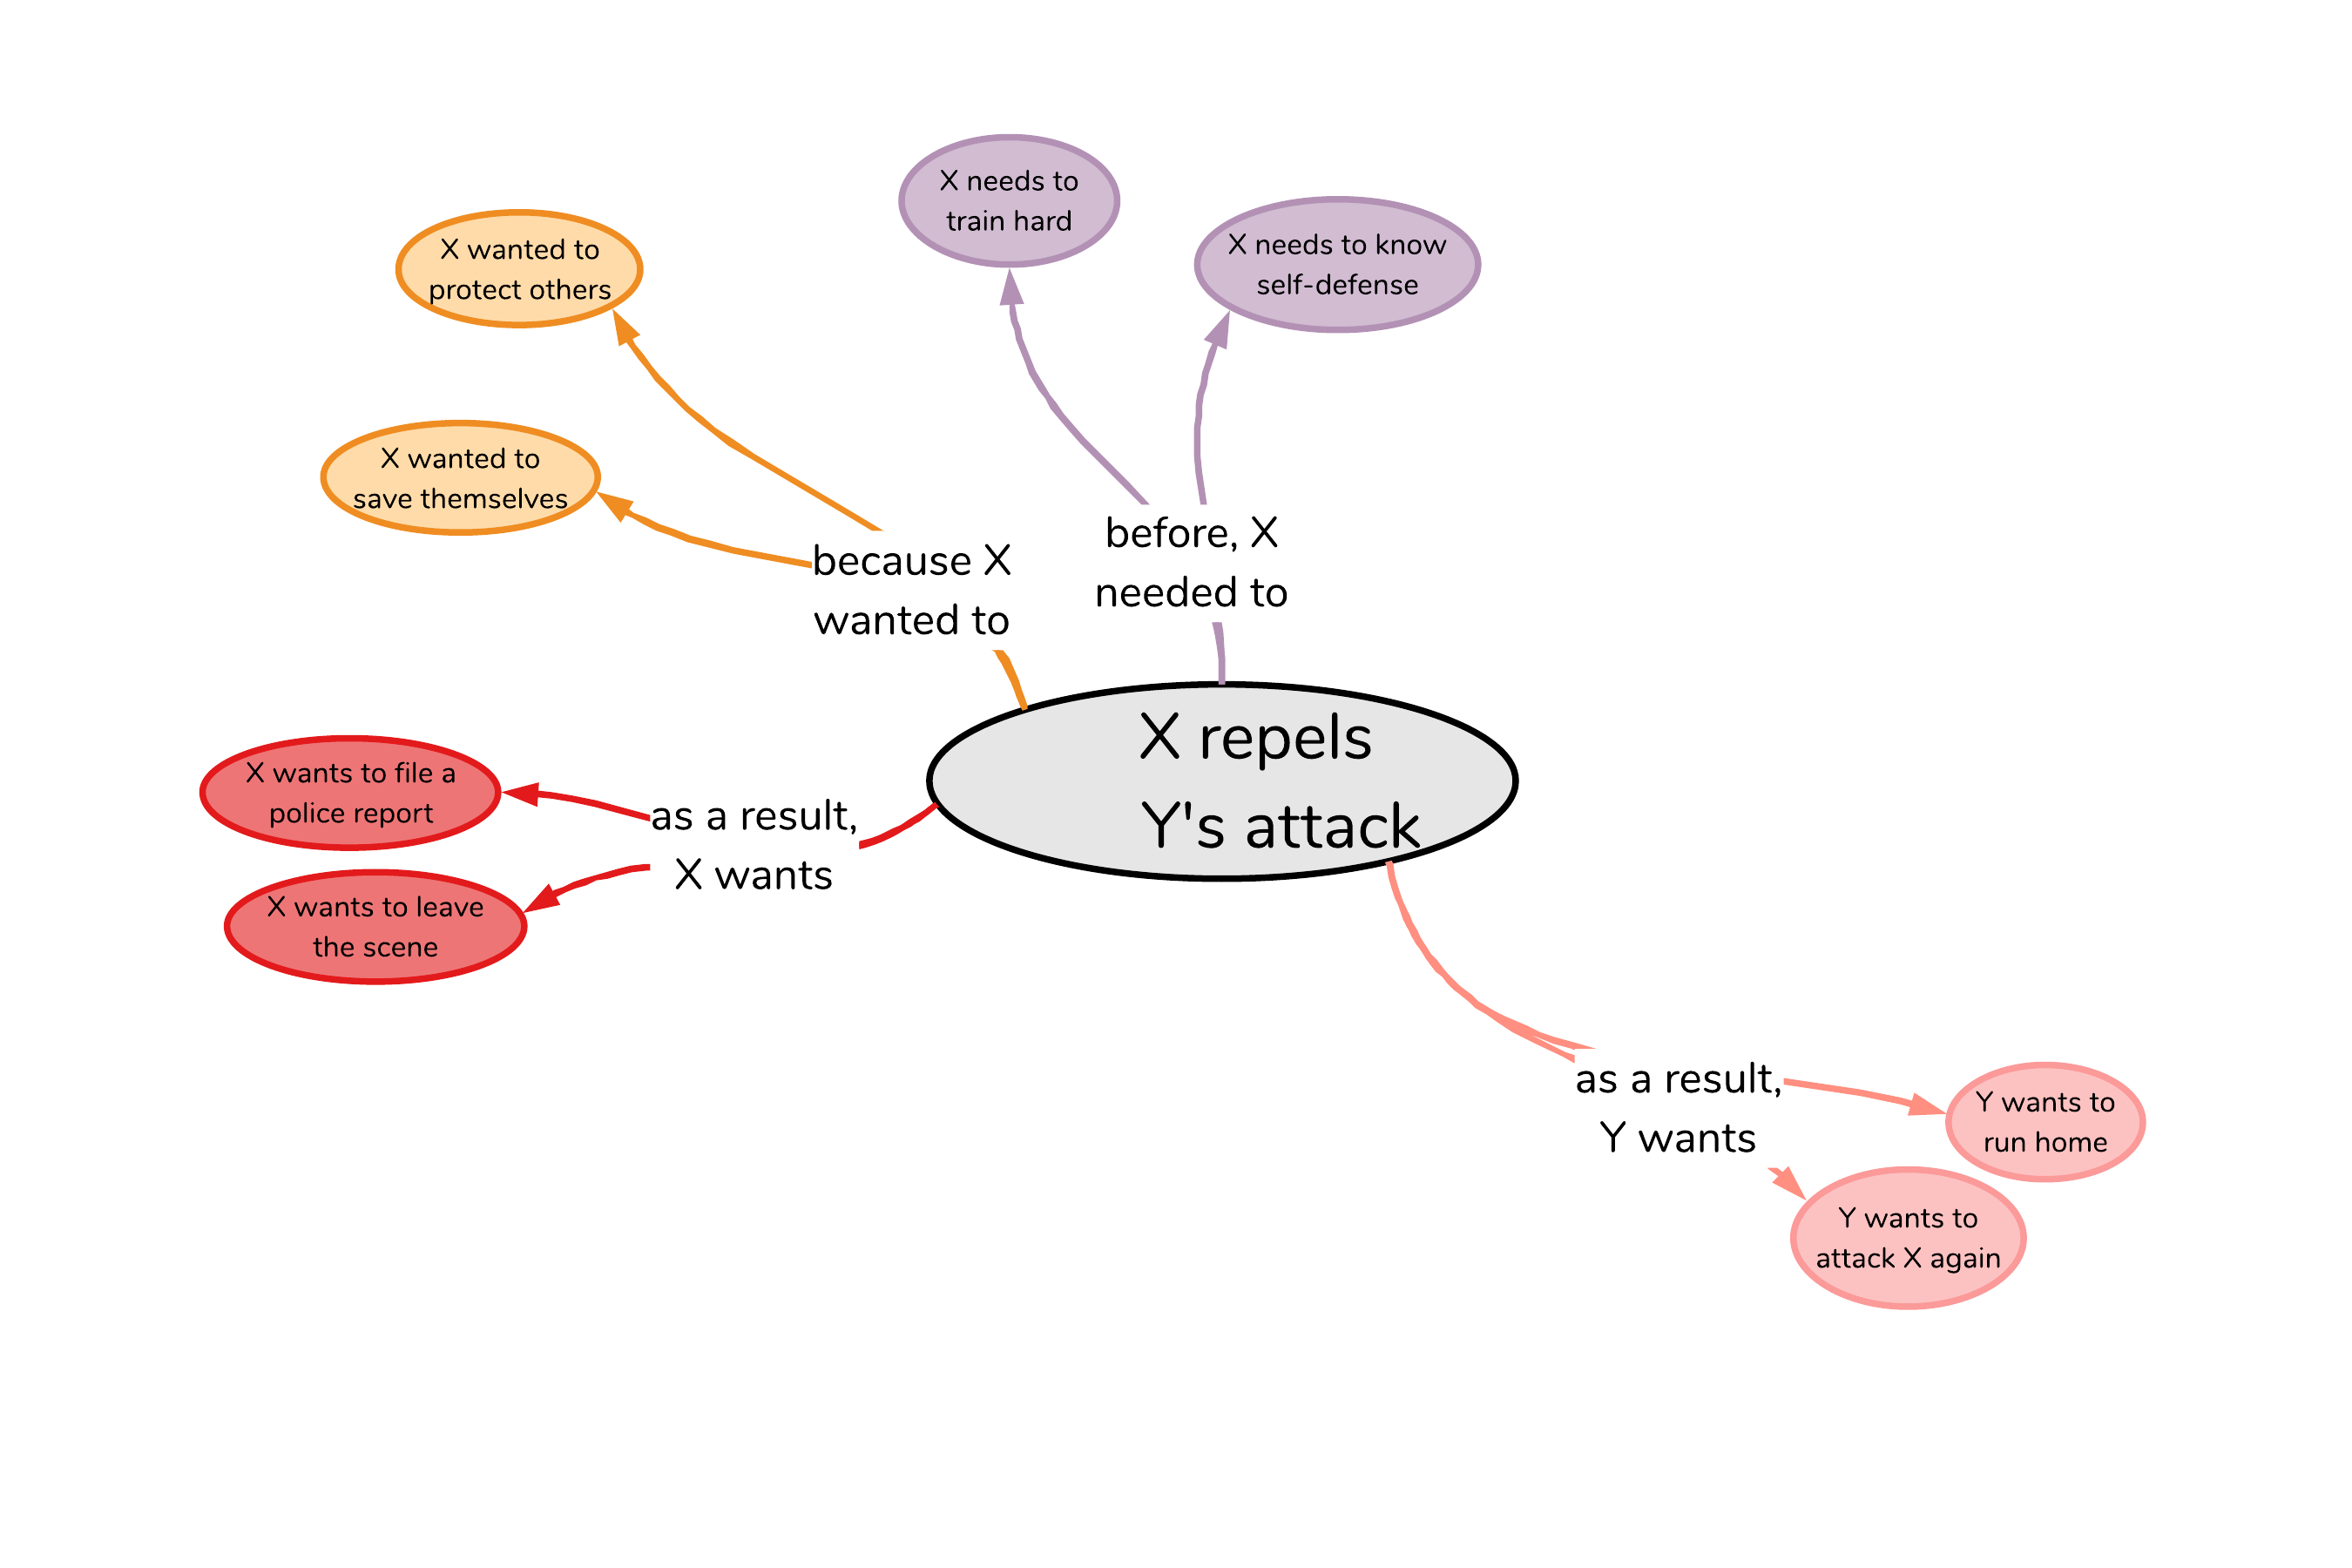 X needs to
train hard
X needs to know
self-defense
X wanted to
protect others
X wanted to
save themselves
before, X
needed to
because X
wanted to
X repels
Y's attack
X wants to file a
police report
as a result,
X wants
X wants to leave
the scene
as a result,
Y wants
Y wants to
run home
Y wants to
attack X again